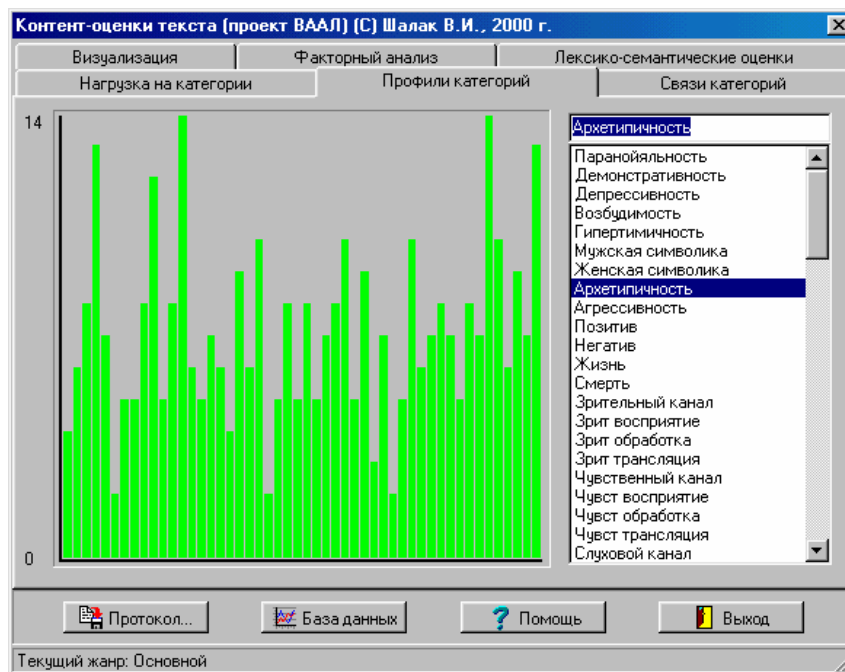 Контент-оценки текста (проект ВААЛ) (С) Шалак В.И., 2000 г.
Визуализация
Факторный анализ
Лексико-семантические оценки
Нагрузка на категории
Профили категорий
Связи категорий
14
0
Архетипичность
Паранойяльность
Демонстративность
Депрессивность
Возбудимость
Гипертимичность
Мужская символика
Женская символика
Архетипичность
Агрессивность
Позитив
Негатив
Жизнь
Смерть
Зрительный канал
Зрит восприятие
Зрит обработка
Зрит трансляция
Чувственный канал
Чувст восприятие
Чувст обработка
Чувст трансляция
Слуховой канал
Протокол...
База данных
Помощь
Выход
Текущий жанр: Основной